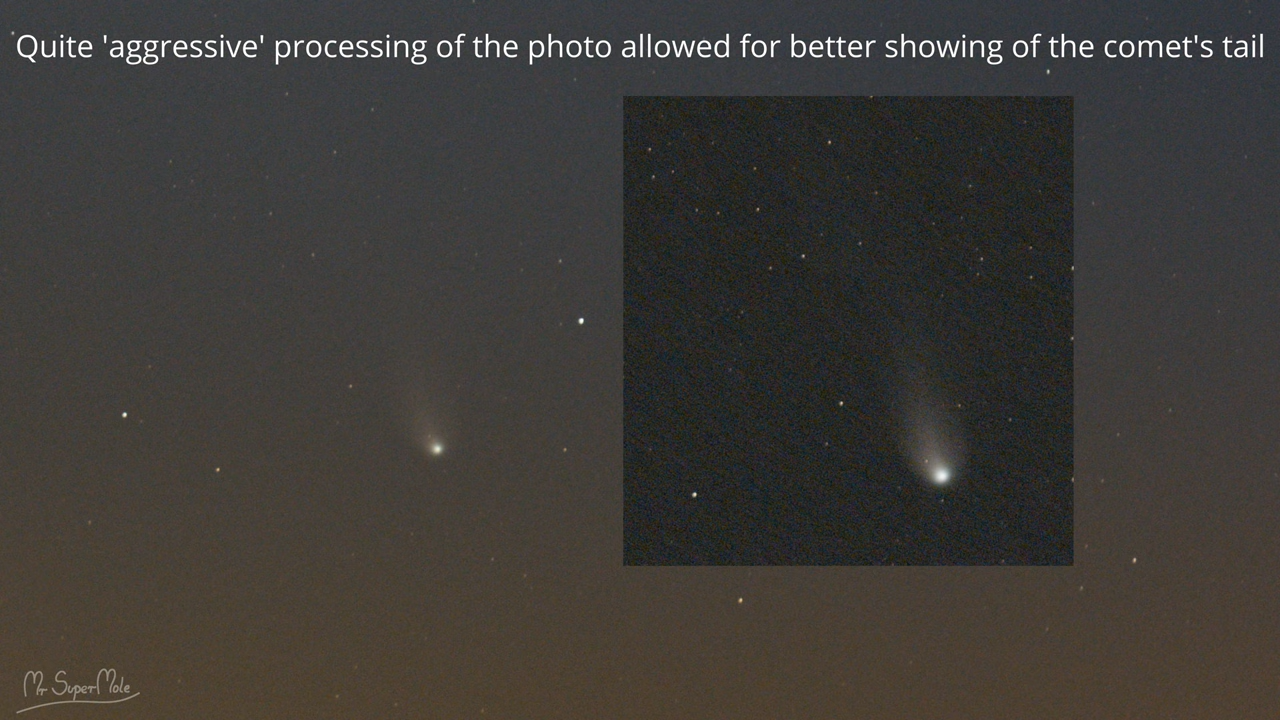 Quite 'aggressive' processing of the photo allowed for better showing of the comet's tail
Mr SuperMole